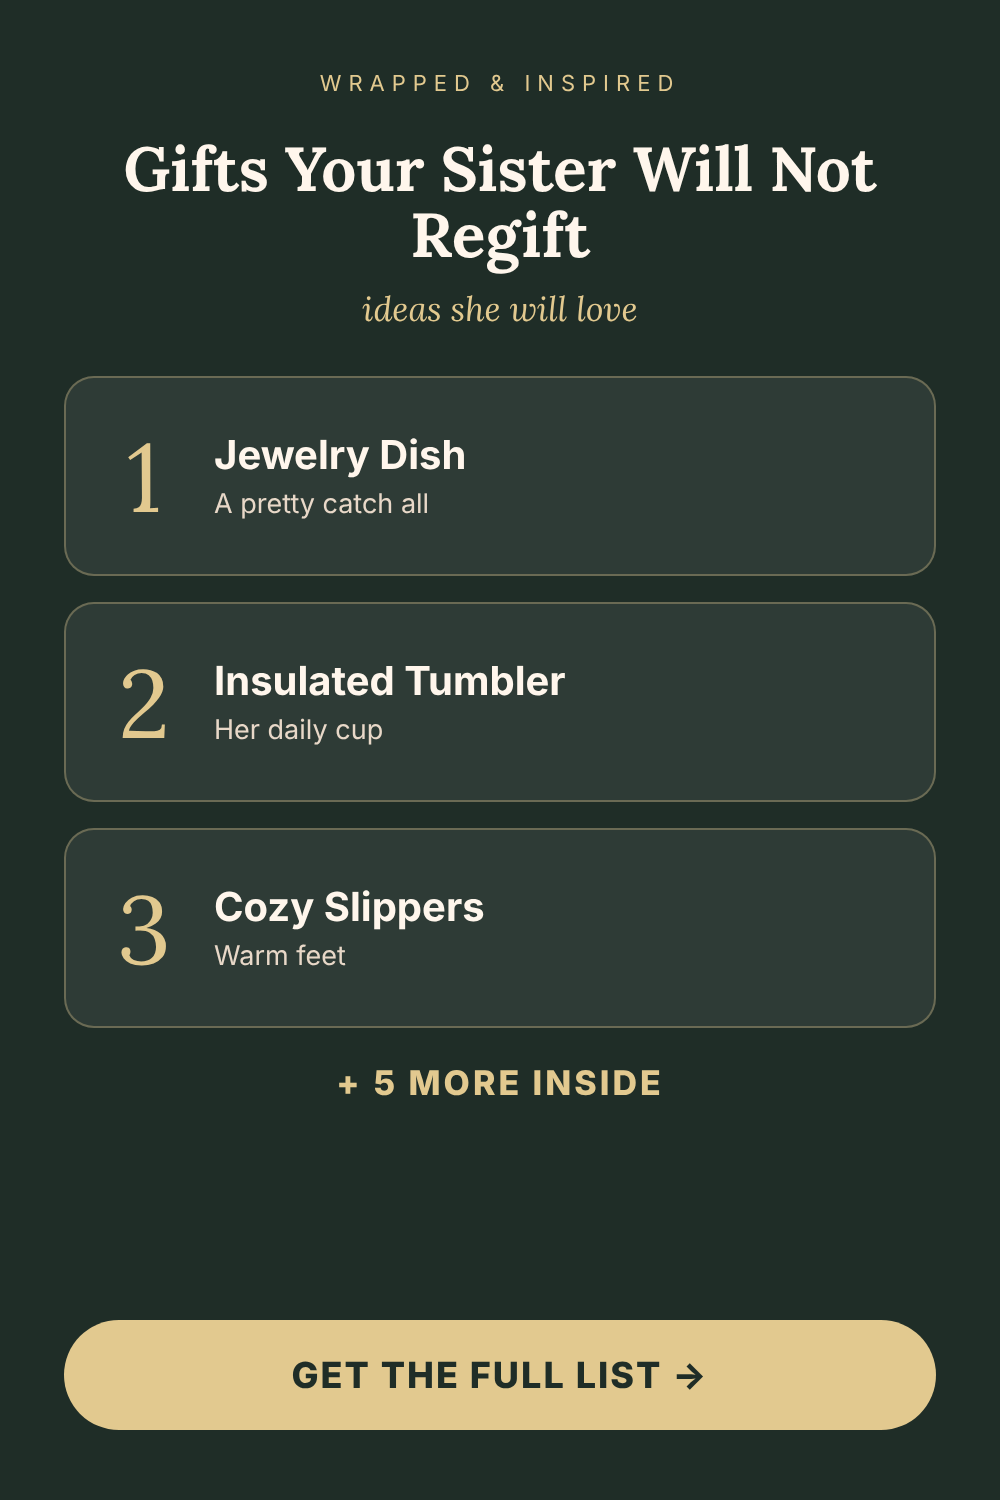 WRAPPED & INSPIRED
Gifts Your Sister Will Not
Regift
ideas she will love
1
Jewelry Dish
A pretty catch all
2
Insulated Tumbler
Her daily cup
3
Cozy Slippers
Warm feet
+ 5 MORE INSIDE
GET THE FULL LIST →